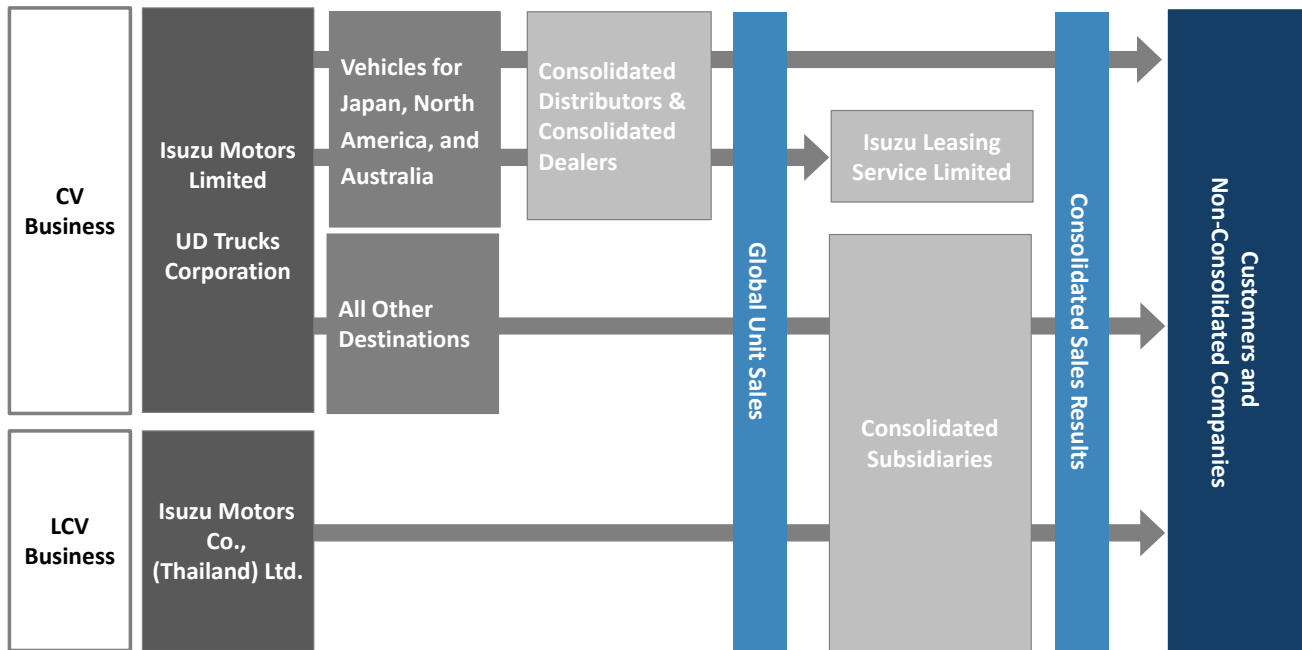 CV
Business
Isuzu Motors
Limited
UD Trucks
Corporation
Vehicles for
Japan, North
America, and
Australia
Consolidated
Distributors &
Consolidated
Dealers
Isuzu Leasing
Service Limited
All Other
Destinations
Global Unit Sales
Consolidated
Subsidiaries
Consolidated Sales Results
Customers and
Non-Consolidated Companies
LCV
Business
Isuzu Motors
Co.,
(Thailand) Ltd.